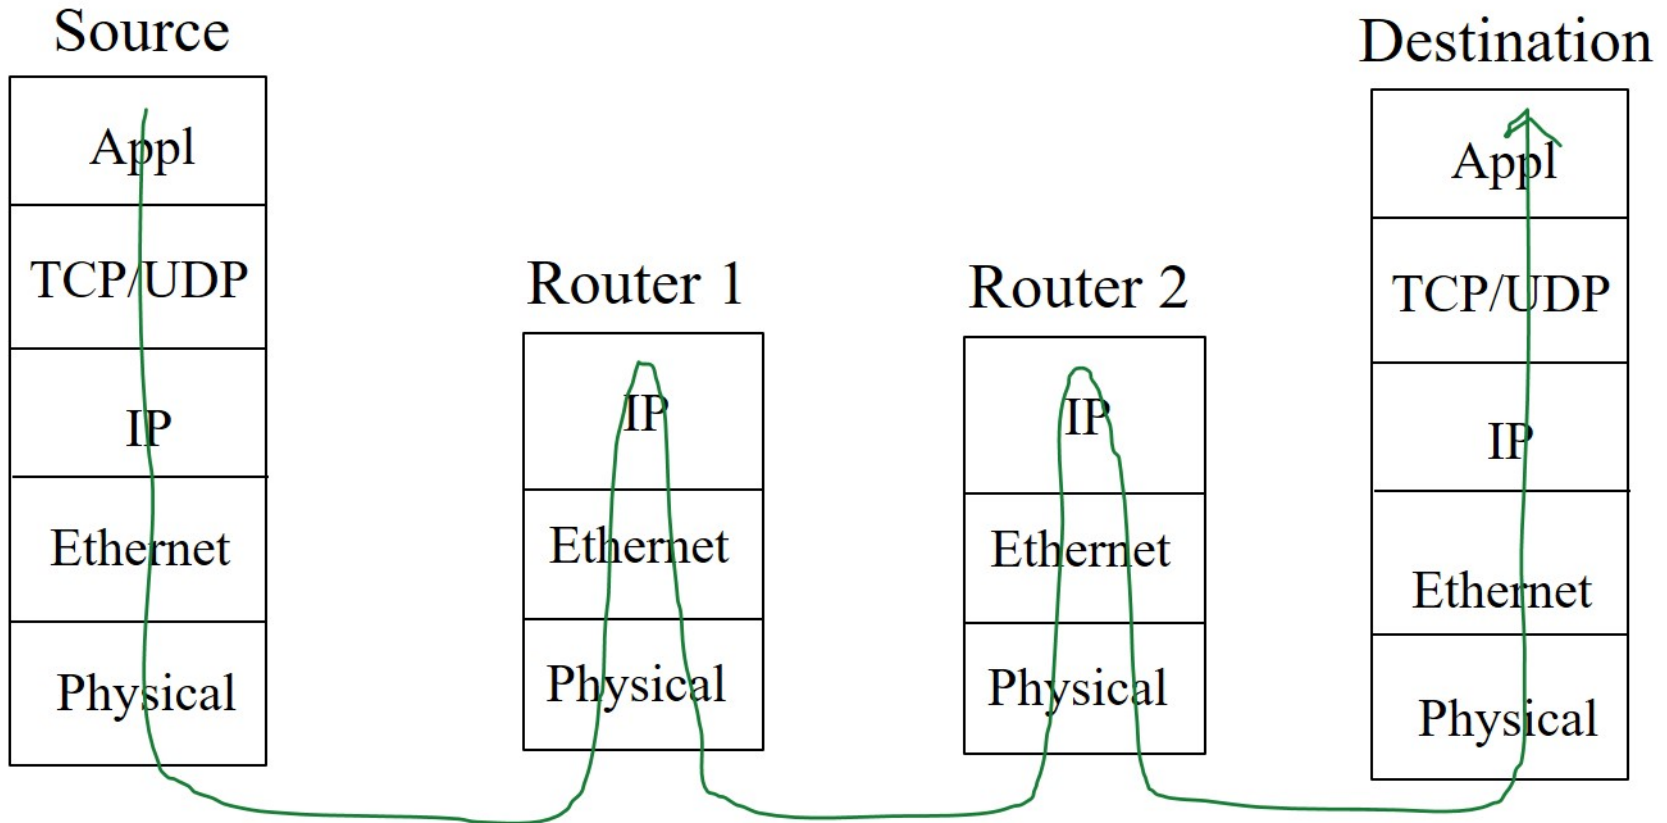 Source
Appl
TCP/UDP
IP
Ethernet
Physical
Router 1
IP
Ethernet
Physical
Router 2
IP
Ethernet
Physical
Destination
Appl
TCP/UDP
IP
Ethernet
Physical